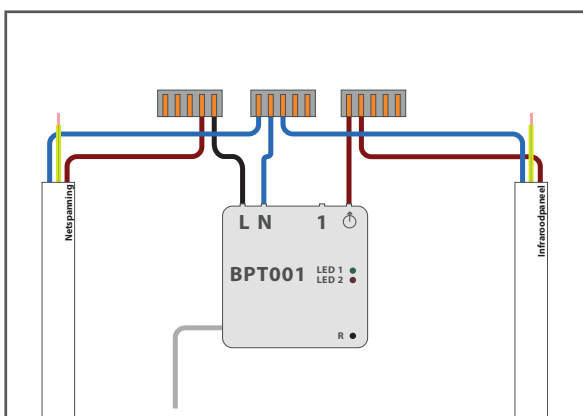 Netspanning
Infraroodpaneel
L N 1
BPT001
LED 1
LED 2
R